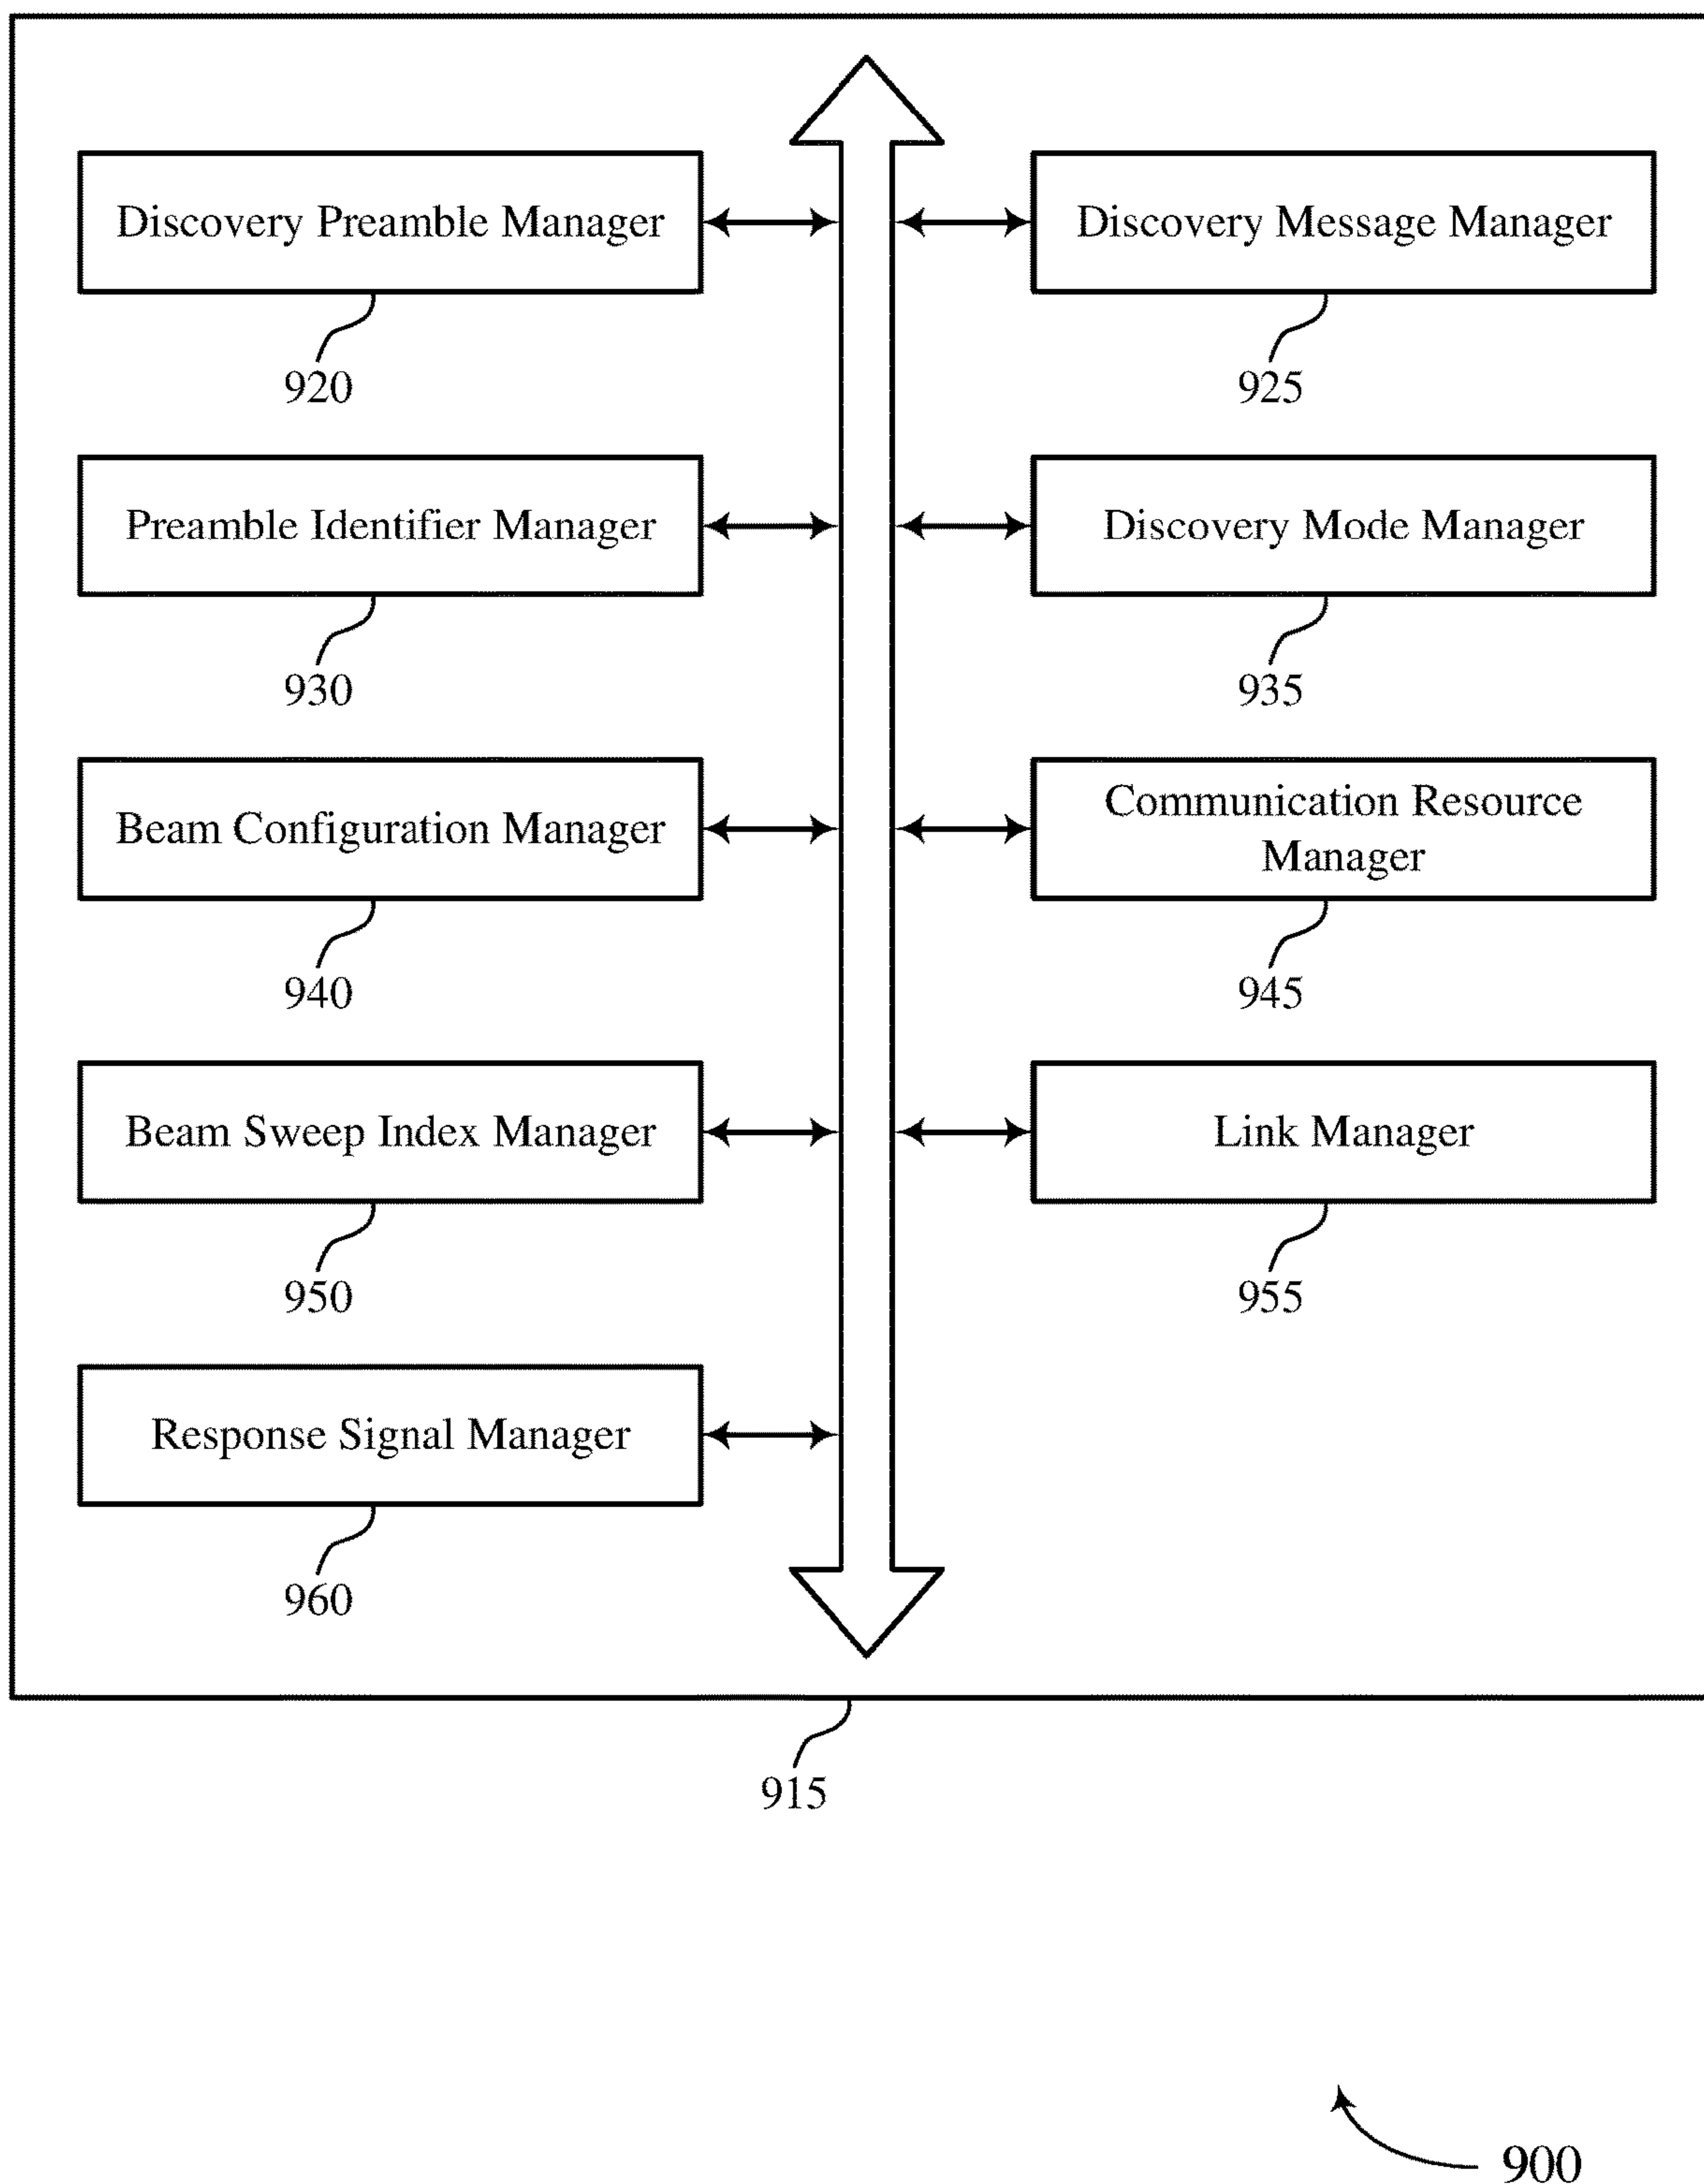 Discovery Preamble Manager
920
Discovery Message Manager
925
Preamble Identifier Manager
930
Discovery Mode Manager
935
Beam Configuration Manager
940
Communication Resource
Manager
945
Beam Sweep Index Manager
950
Link Manager
955
Response Signal Manager
960
915
900